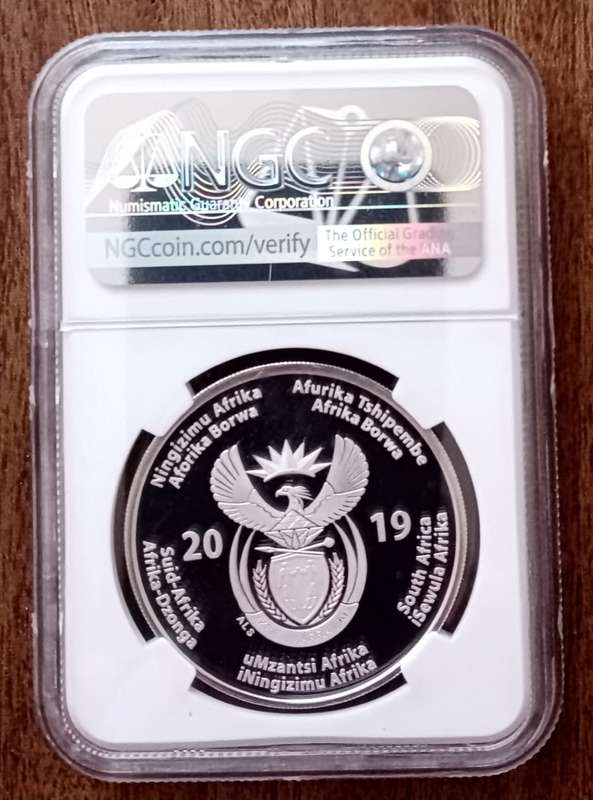 NGC
Numismatic Guaranty Corporation
NGCcoin.com/verify
The Official Grading
Service of the ANA
Ningizimu Afrika
Aforika Borwa
Afurika Tshipembe
Afrika Borwa
20 19
Suid-Afrika
Afrika-Dzonga
South Africa
iSewula Afrika
ALS
uMzantsi Afrika
iNingizimu Afrika